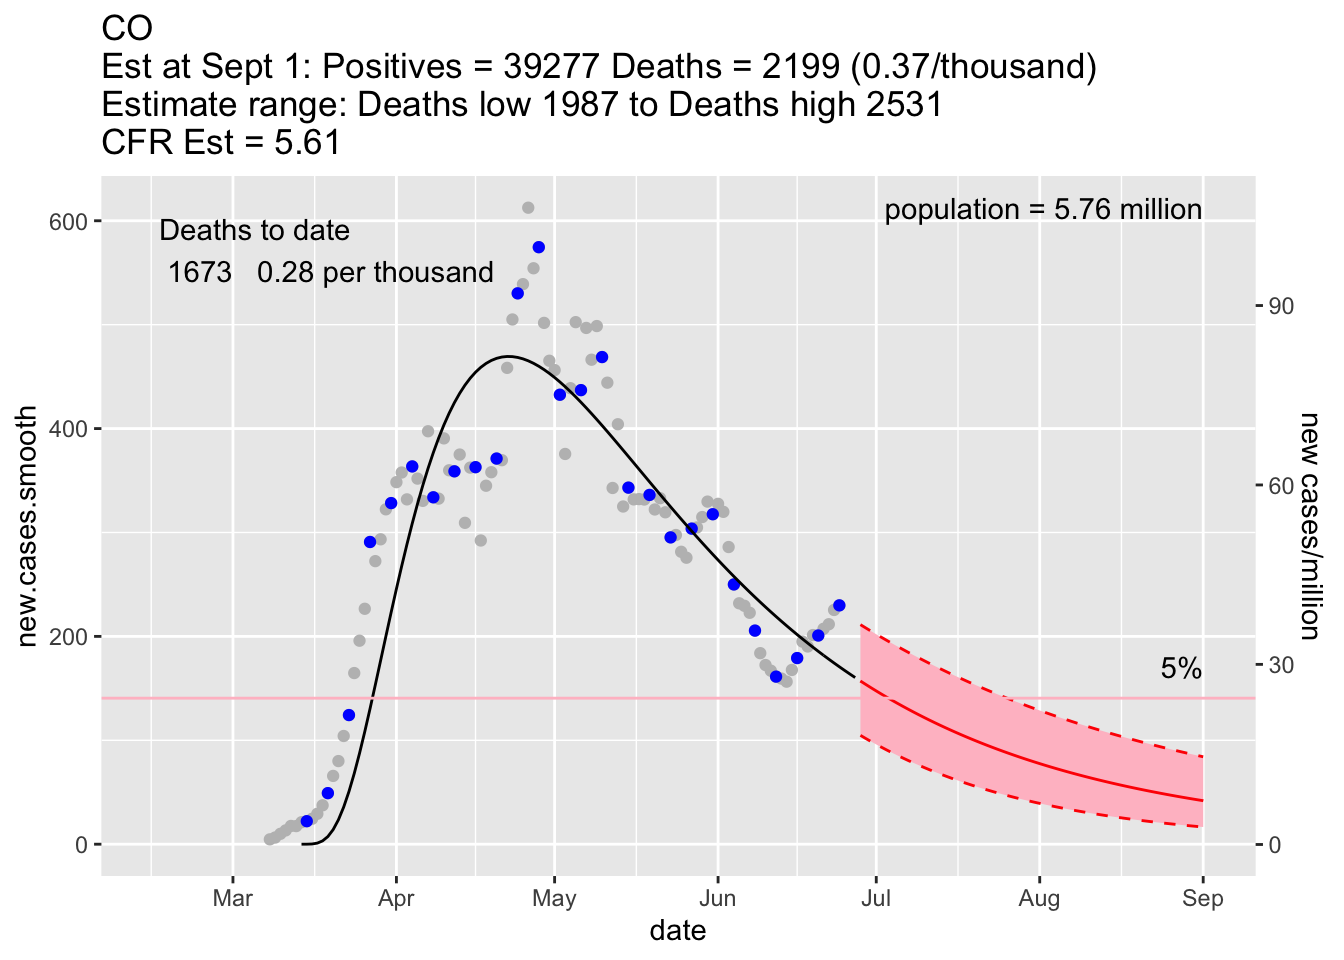 CO
Est at Sept 1: Positives = 39277 Deaths = 2199 (0.37/thousand)
Estimate range: Deaths low 1987 to Deaths high 2531
CFR Est = 5.61
population = 5.76 million
Deaths to date
1673 0.28 per thousand
600
400
200
0
new.cases.smooth
90
60
30
0
new cases/million
5%
Mar Apr May Jun Jul Aug Sep
date